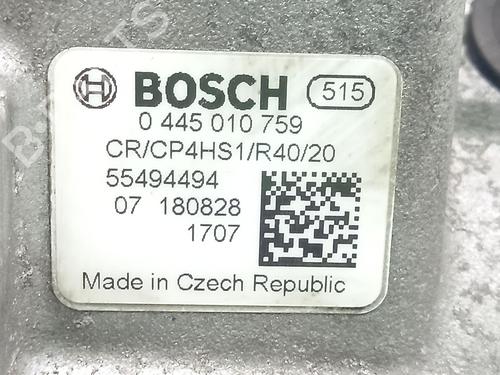 BOSCH 515
0 445 010 759
CR/CP4HS1/R40/20
55494494
07 180828
1707
Made in Czech Republic